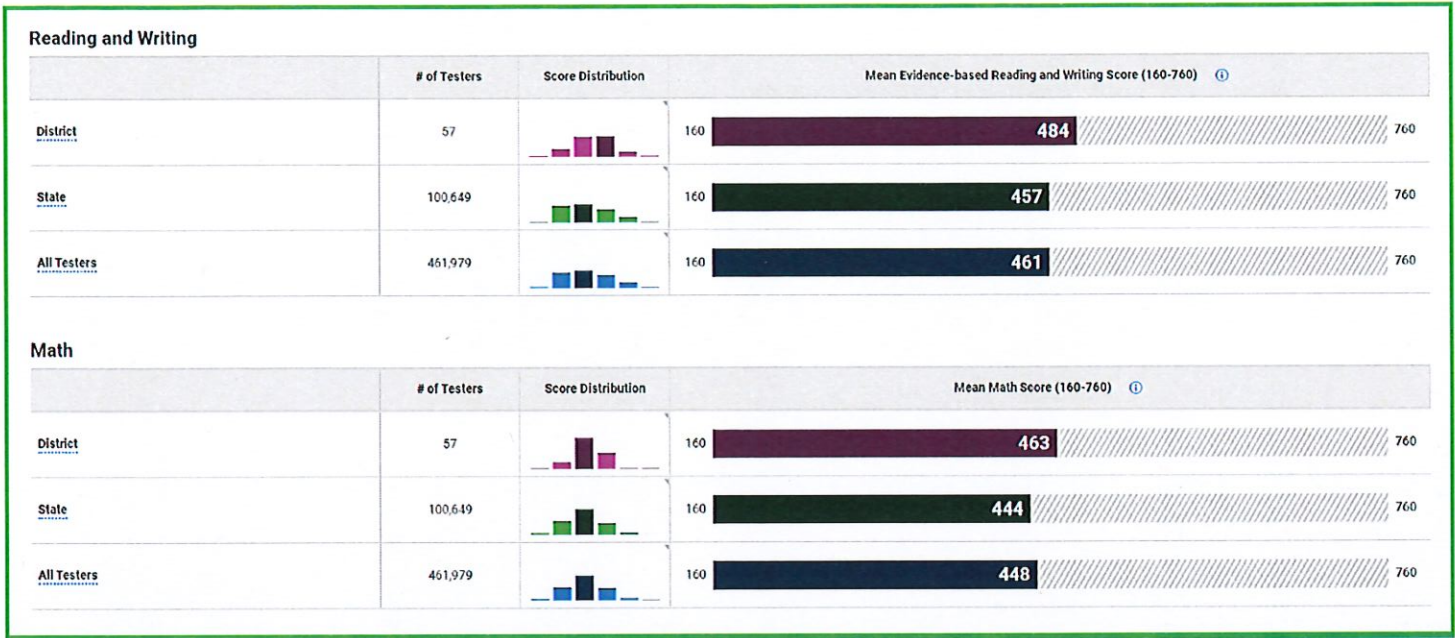 Reading and Writing
# of Testers Score Distribution Mean Evidence-based Reading and Writing Score (160-760)
District 57 160 484 760
State 100,649 160 457 760
All Testers 461,979 160 461 760
Math
# of Testers Score Distribution Mean Math Score (160-760)
District 57 160 463 760
State 100,649 160 444 760
All Testers 461,979 160 448 760